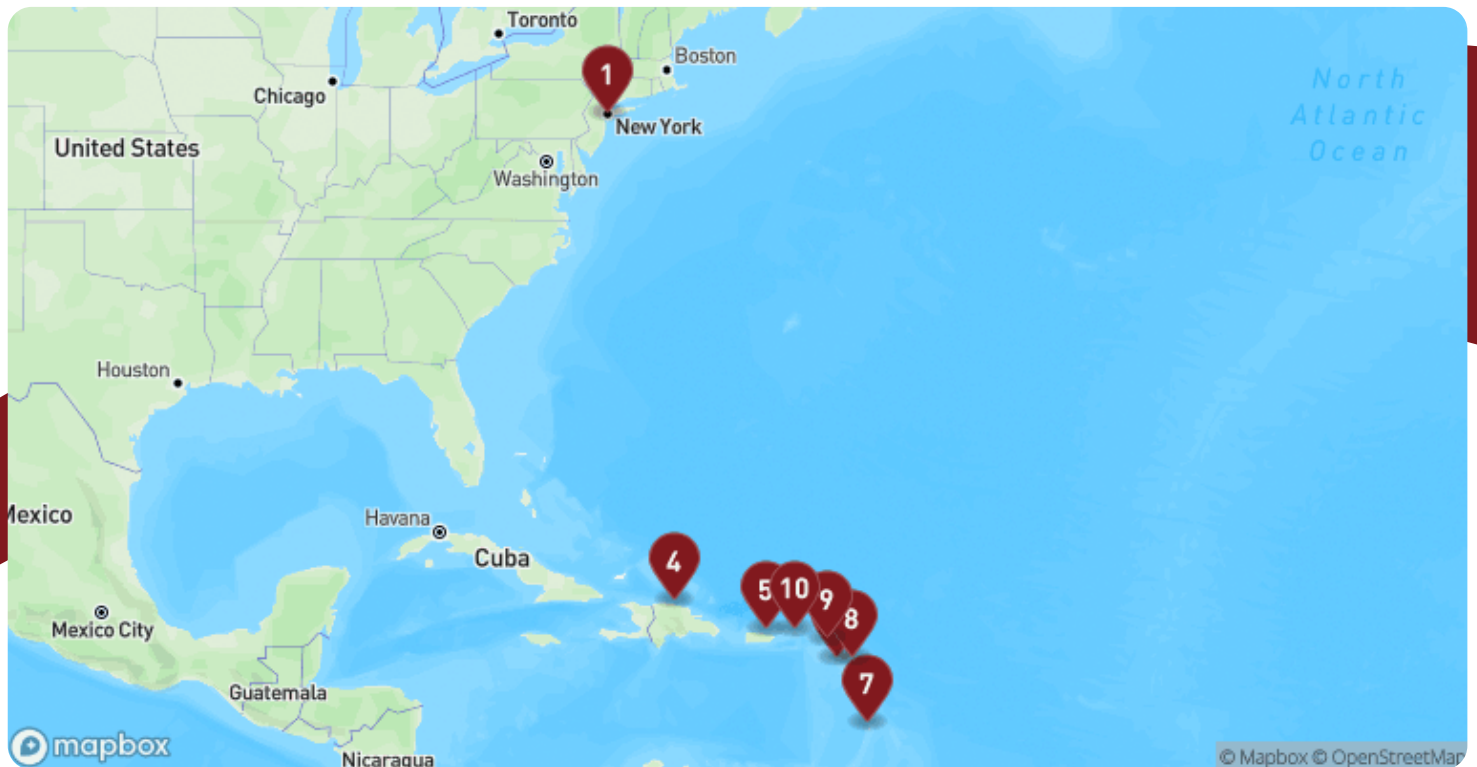 Toronto
Boston
1
Chicago
New York
North
Atlantic
Ocean
United States
Washington
Houston
Mexico
Havana
Cuba
4
5
10
9
8
7
Mexico City
Guatemala
Nicaragua
mapbox
© Mapbox © OpenStreetMap